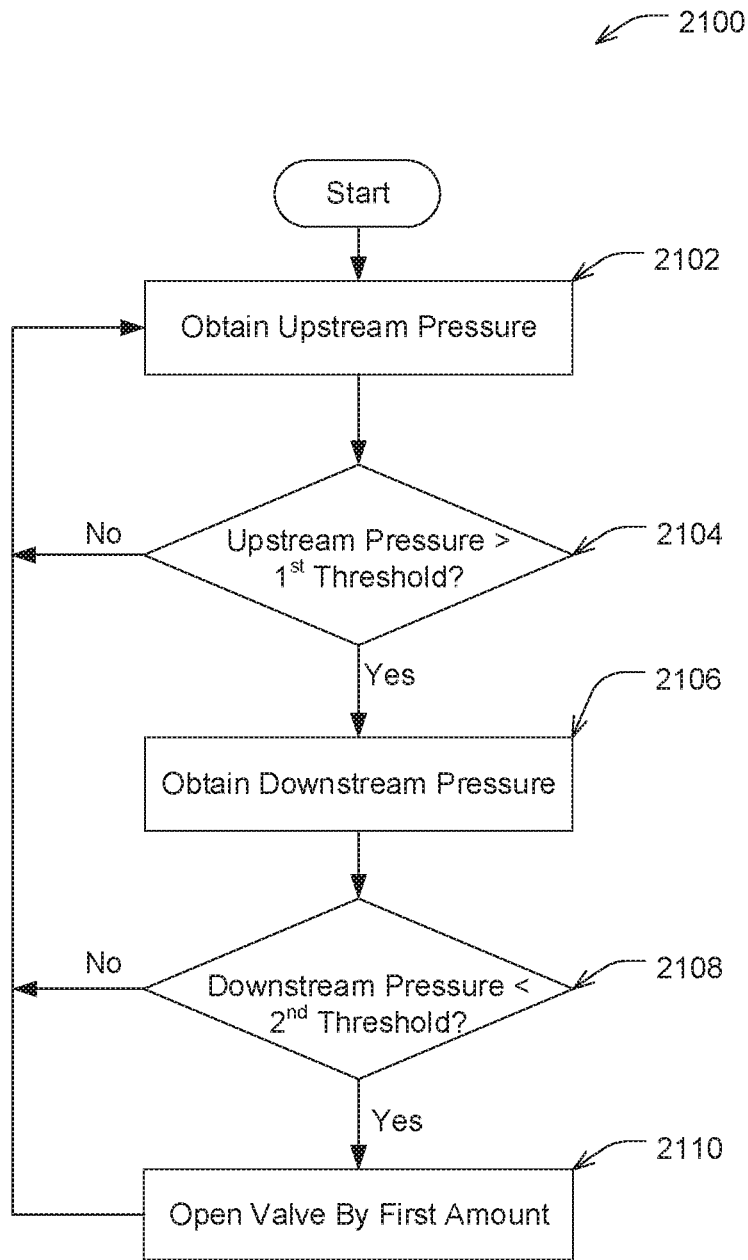 2100
Start
2102
Obtain Upstream Pressure
No
Upstream Pressure >
1st Threshold?
2104
Yes
2106
Obtain Downstream Pressure
No
Downstream Pressure <
2nd Threshold?
2108
Yes
2110
Open Valve By First Amount